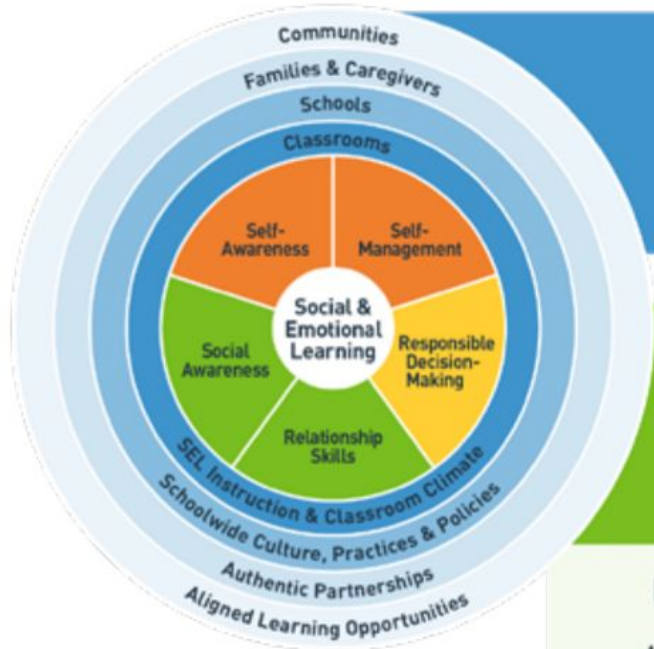 Communities
Families & Caregivers
Schools
Classrooms
Self-
Awareness
Self-
Management
Social &
Emotional
Learning
Social
Awareness
Responsible
Decision-
Making
Relationship
Skills
SEL Instruction & Classroom Climate
Schoolwide Culture, Practices & Policies
Authentic Partnerships
Aligned Learning Opportunities